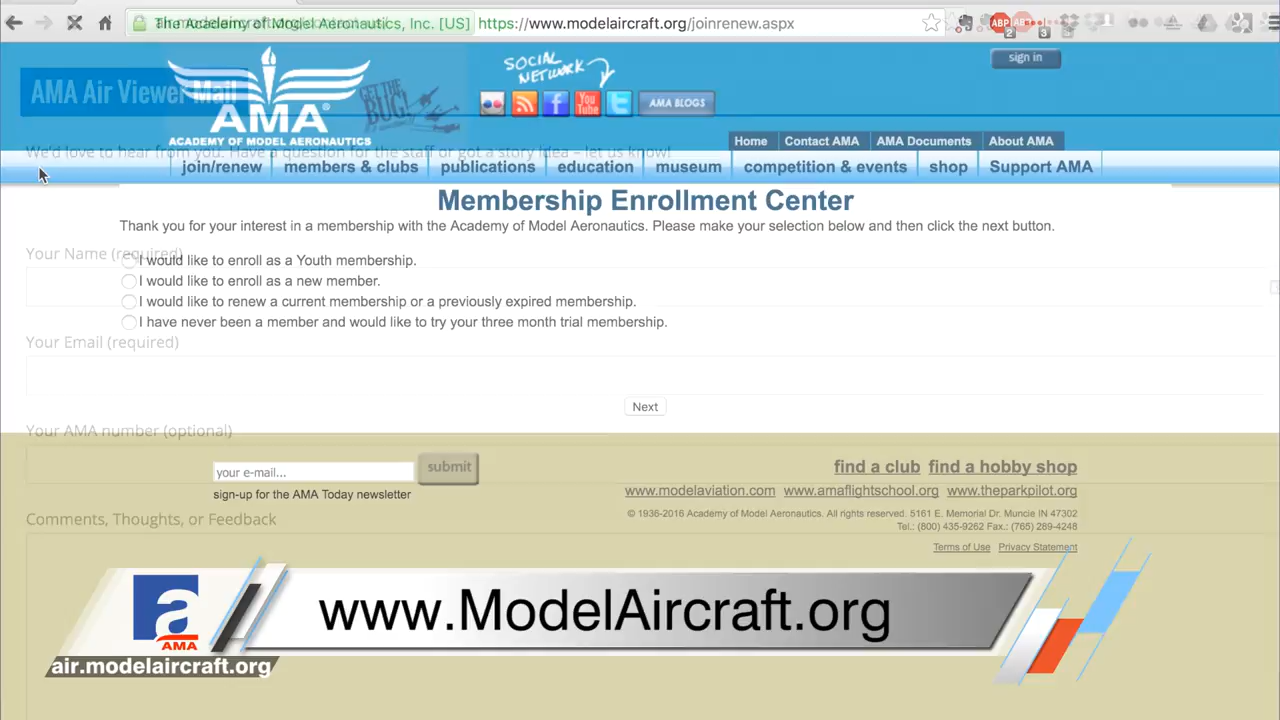 The Academy of Model Aeronautics, Inc. [US] https://www.modelaircraft.org/joinrenew.aspx
ABP
2
3
SOCIAL NETWORK
sign in
AMA Air Viewer Mail
GET THE BUG!
You Tube
AMA BLOGS
AMA
ACADEMY OF MODEL AERONAUTICS
Home Contact AMA AMA Documents About AMA
We'd love to hear from you. Have a question for the staff or got a story idea – let us know!
join/renew members & clubs publications education museum competition & events shop Support AMA
Membership Enrollment Center
Thank you for your interest in a membership with the Academy of Model Aeronautics. Please make your selection below and then click the next button.
Your Name (required)
I would like to enroll as a Youth membership.
I would like to enroll as a new member.
I would like to renew a current membership or a previously expired membership.
I have never been a member and would like to try your three month trial membership.
Your Email (required)
Next
Your AMA number (optional)
your e-mail... submit
sign-up for the AMA Today newsletter
find a club find a hobby shop
www.modelaviation.com www.amaflightschool.org www.theparkpilot.org
© 1936-2016 Academy of Model Aeronautics. All rights reserved. 5161 E. Memorial Dr. Muncie IN 47302
Tel.: (800) 435-9262 Fax.: (765) 289-4248
Terms of Use Privacy Statement
Comments, Thoughts, or Feedback
a
AMA
www.ModelAircraft.org
air.modelaircraft.org